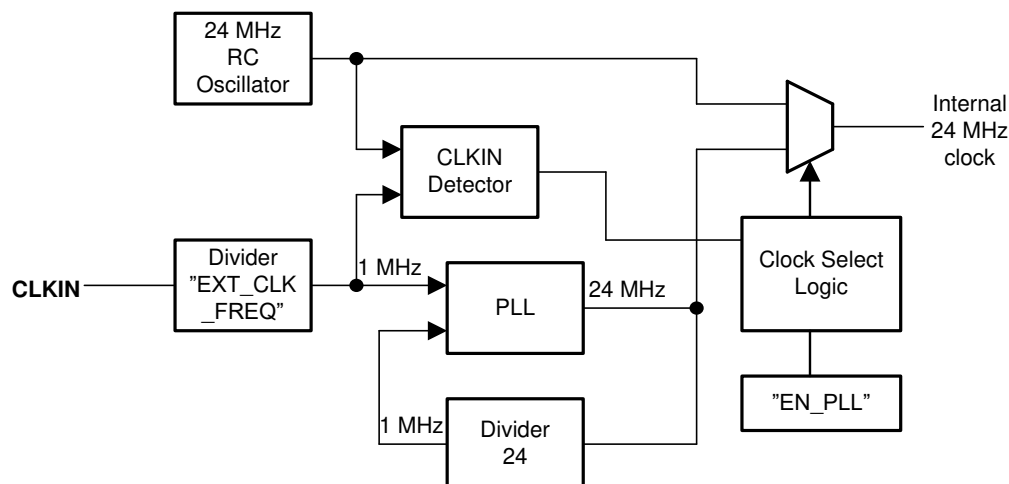 24 MHz
RC
Oscillator
CLKIN
Detector
Internal
24 MHz
clock
CLKIN
Divider
"EXT_CLK
_FREQ"
1 MHz
PLL
24 MHz
Clock Select
Logic
1 MHz
Divider
24
"EN_PLL"